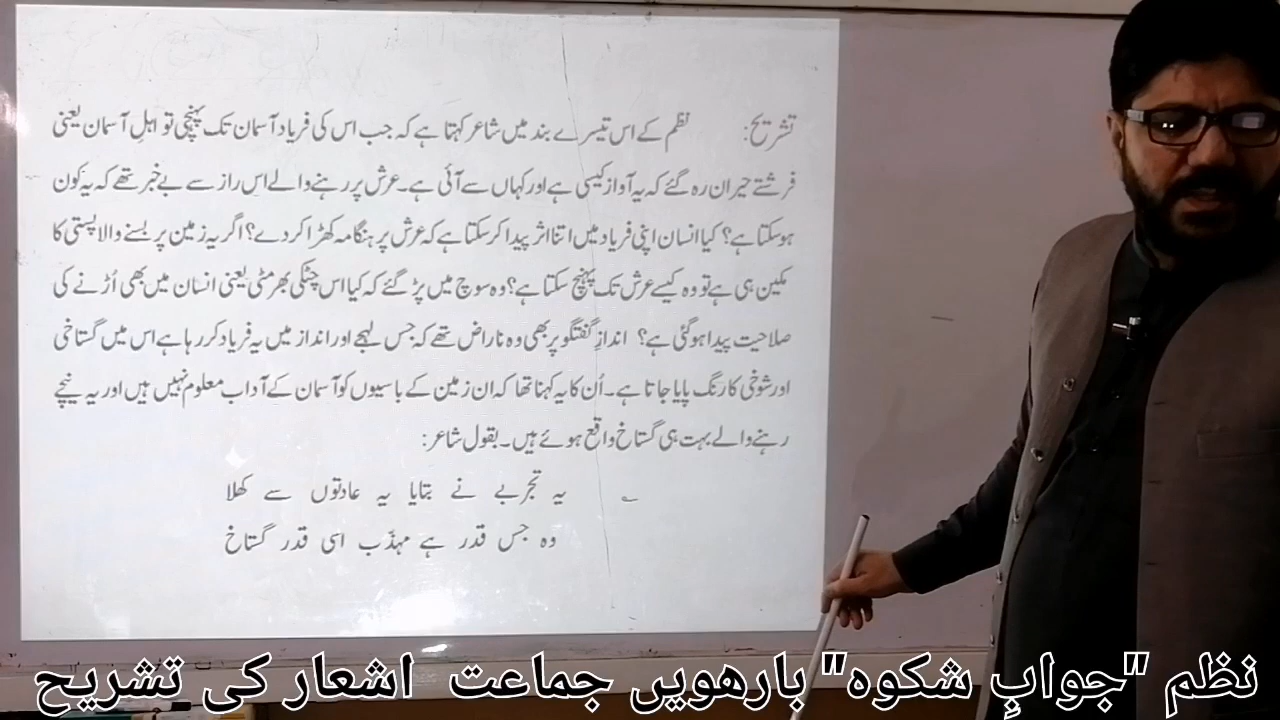 تشریح: نظم کے اس تیسرے بند میں شاعر کہتا ہے کہ جب اس کی فریاد آسمان تک پہنچی تو اہلِ آسمان یعنی
فرشتے حیران رہ گئے کہ یہ آواز کیسی ہے اور کہاں سے آئی ہے۔ عرش پر رہنے والے اس راز سے بے خبر تھے کہ یہ کون
ہو سکتا ہے؟ کیا انسان اپنی فریاد میں اتنا اثر پیدا کر سکتا ہے کہ عرش پر ہنگامہ کھڑا کر دے؟ اگر یہ زمین پر بسنے والا پستی کا
مکین ہی ہے تو وہ کیسے عرش تک پہنچ سکتا ہے؟ وہ سوچ میں پڑ گئے کہ کیا اس چٹکی بھر مٹی یعنی انسان میں بھی اُڑنے کی
صلاحیت پیدا ہو گئی ہے؟ اندازِ گفتگو پر بھی وہ ناراض تھے کہ جس لہجے اور انداز میں یہ فریاد کر رہا ہے اس میں گستاخی
اور شوخی کا رنگ پایا جاتا ہے۔ اُن کا یہ کہنا تھا کہ ان زمین کے باسیوں کو آسمان کے آداب معلوم نہیں ہیں اور یہ نیچے
رہنے والے بہت ہی گستاخ واقع ہوئے ہیں۔ بقول شاعر:
؎ یہ تجربے نے بتایا یہ عادتوں سے کھلا
وہ جس قدر ہے مہذّب اسی قدر گستاخ
نظم "جوابِ شکوہ" بارھویں جماعت اشعار کی تشریح